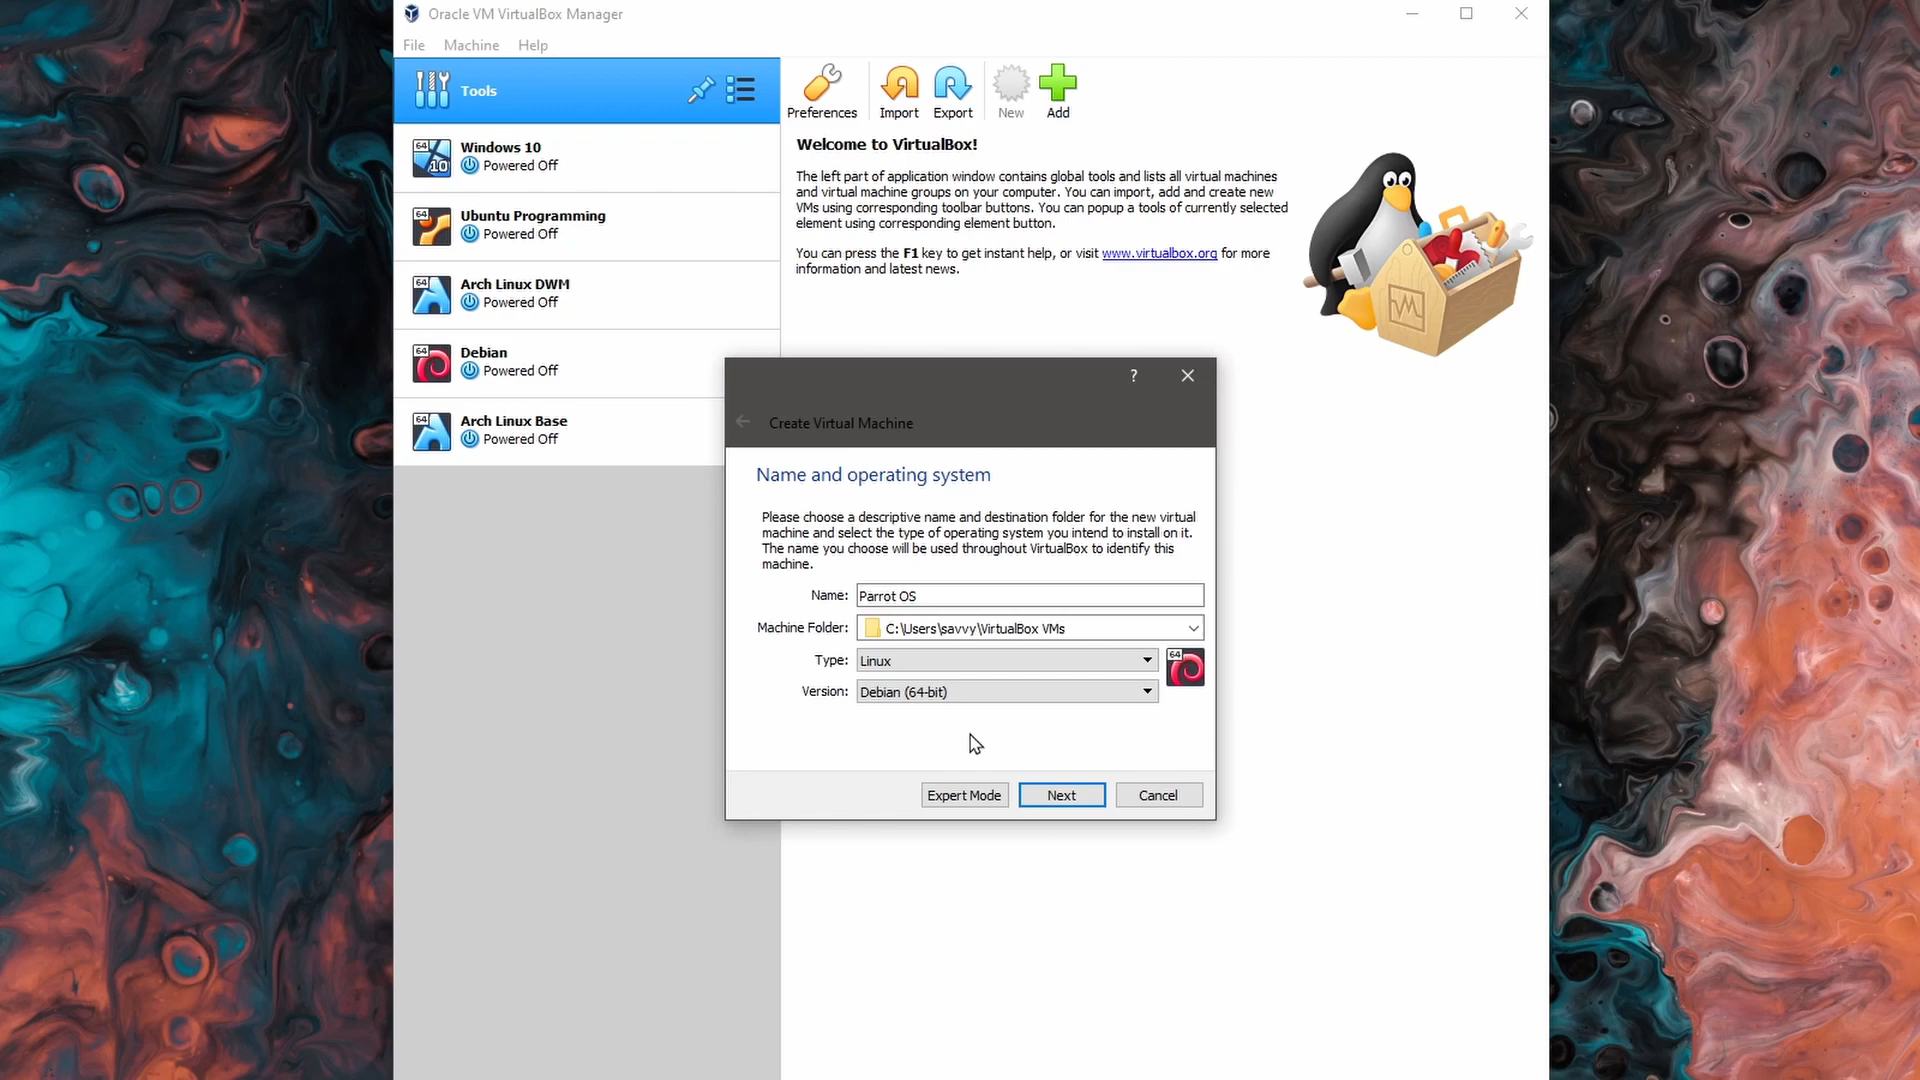 Oracle VM VirtualBox Manager
File Machine Help
Tools
Preferences Import Export New Add
64
10
Windows 10
Powered Off
64
Ubuntu Programming
Powered Off
64
Arch Linux DWM
Powered Off
64
Debian
Powered Off
64
Arch Linux Base
Powered Off
Welcome to VirtualBox!
The left part of application window contains global tools and lists all virtual machines
and virtual machine groups on your computer. You can import, add and create new
VMs using corresponding toolbar buttons. You can popup a tools of currently selected
element using corresponding element button.
You can press the F1 key to get instant help, or visit www.virtualbox.org for more
information and latest news.
?
Create Virtual Machine
Name and operating system
Please choose a descriptive name and destination folder for the new virtual
machine and select the type of operating system you intend to install on it.
The name you choose will be used throughout VirtualBox to identify this
machine.
Name: Parrot OS
Machine Folder: C:\Users\savvy\VirtualBox VMs
Type: Linux
64
Version: Debian (64-bit)
Expert Mode Next Cancel